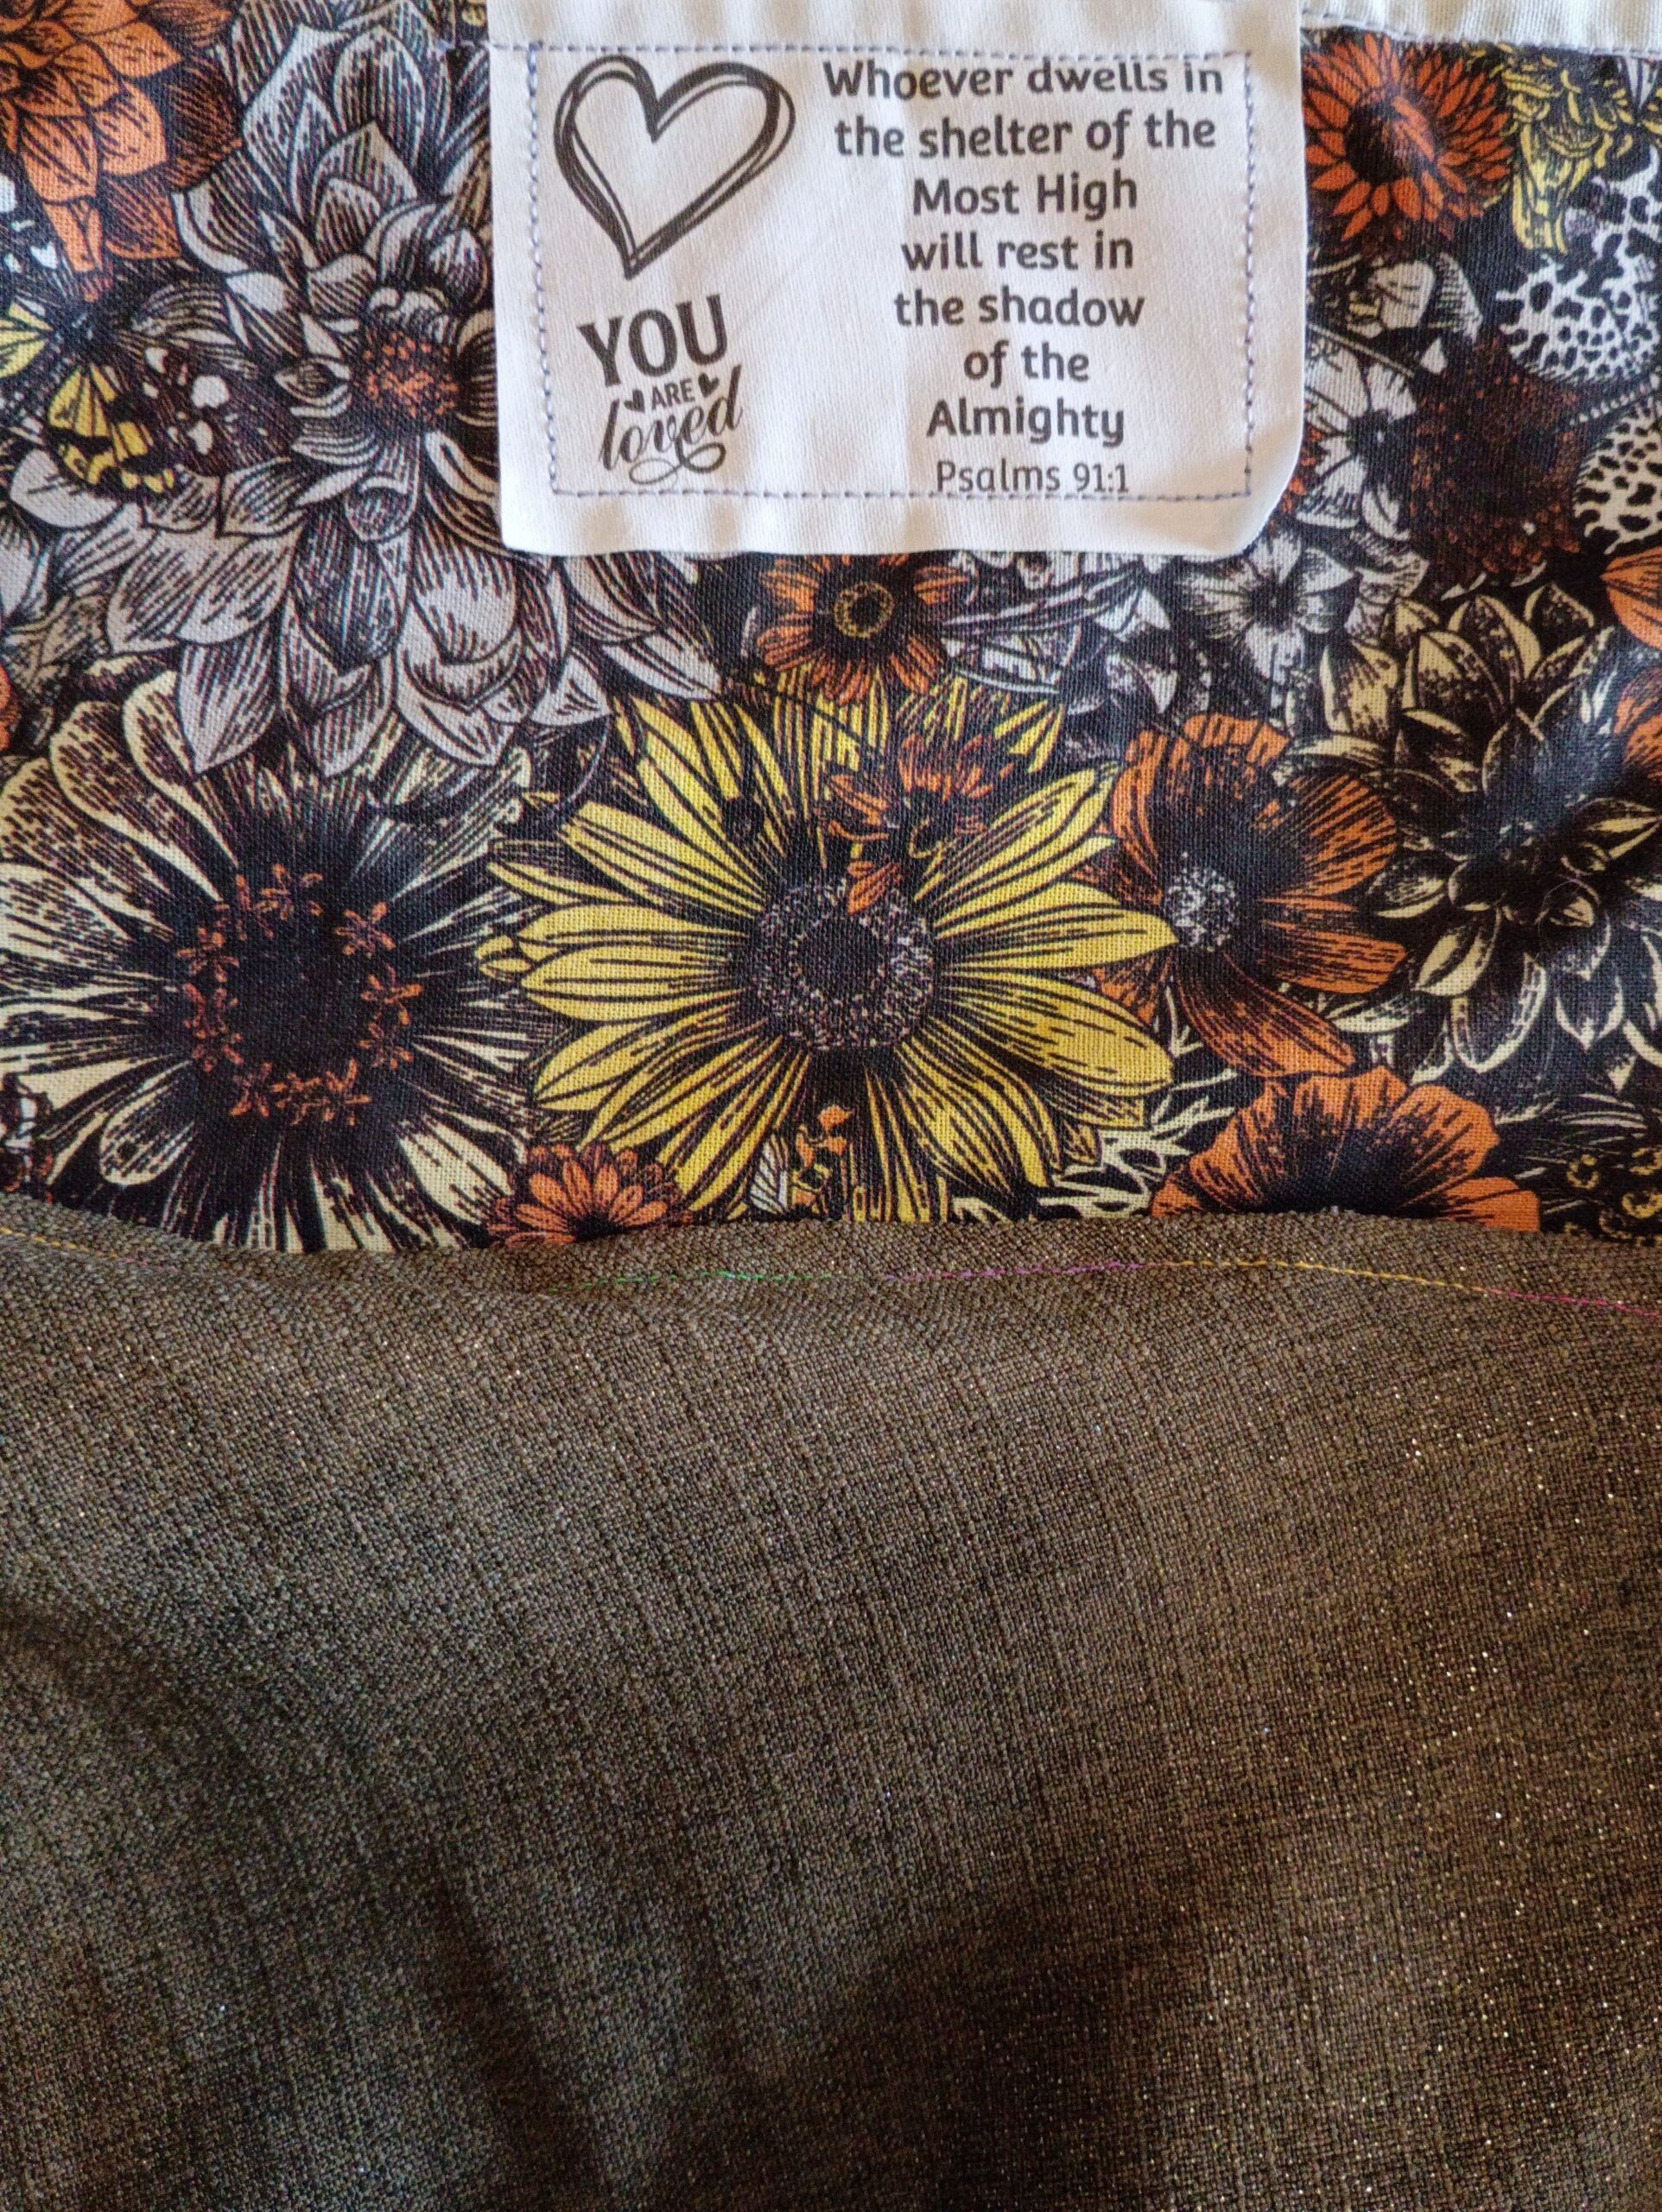 YOU
ARE
loved
Whoever dwells in
the shelter of the
Most High
will rest in
the shadow
of the
Almighty
Psalms 91:1